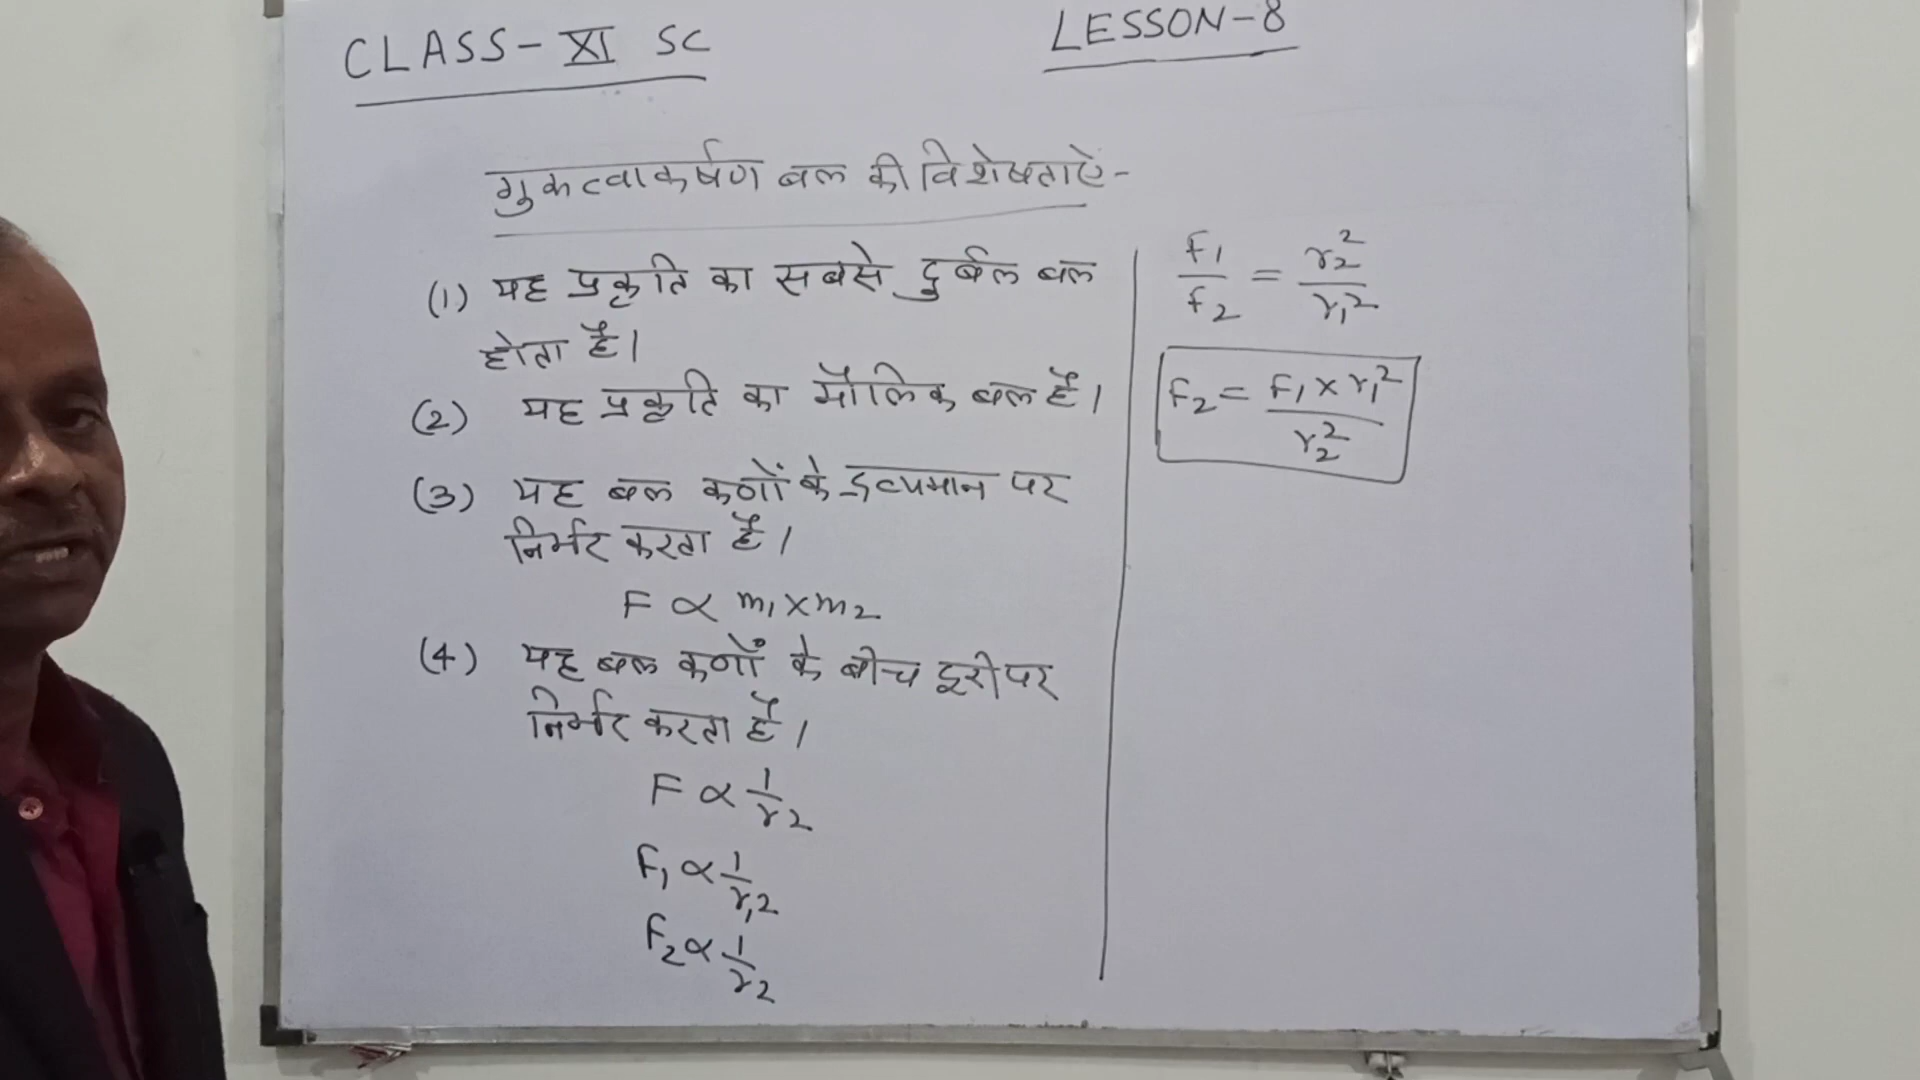 CLASS-XI SC
LESSON-8
गुरूत्वाकर्षण बल की विशेषताऐ-
(1) यह प्रकृति का सबसे दुर्बल बल
होता है।
(2) यह प्रकृति का मौलिक बल है।
(3) यह बल कणों के द्रव्यमान पर
निर्भर करता है।
F ∝ m₁×m₂
(4) यह बल कणों के बीच दूरी पर
निर्भर करता है।
F ∝ 1/r²
F₁ ∝ 1/r₁²
F₂ ∝ 1/r₂
F₁/F₂ = r₂²/r₁²
F₂ = F₁×r₁²/r₂²